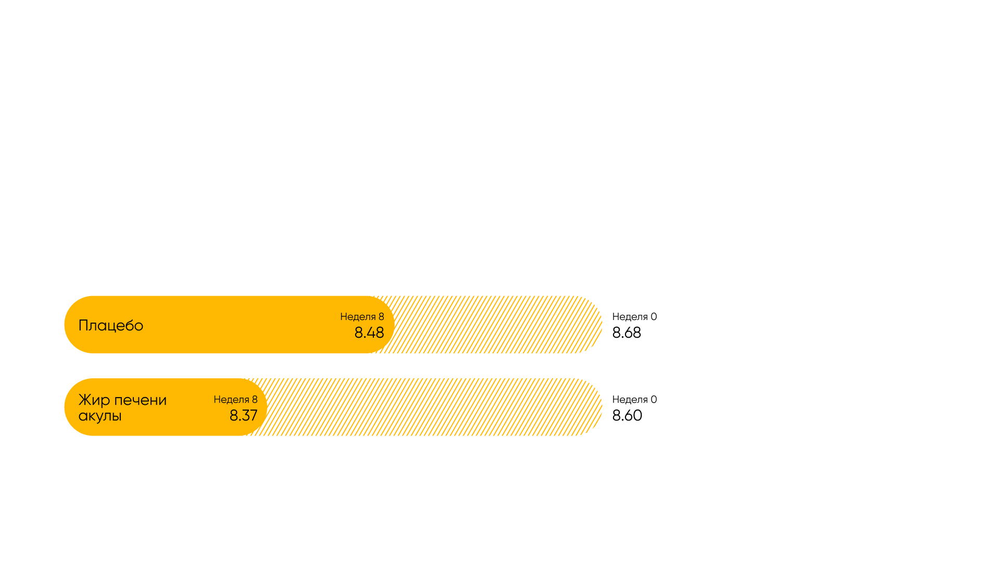 Плацебо
Неделя 8
8.48
Неделя 0
8.68
Жир печени
акулы
Неделя 8
8.37
Неделя 0
8.60